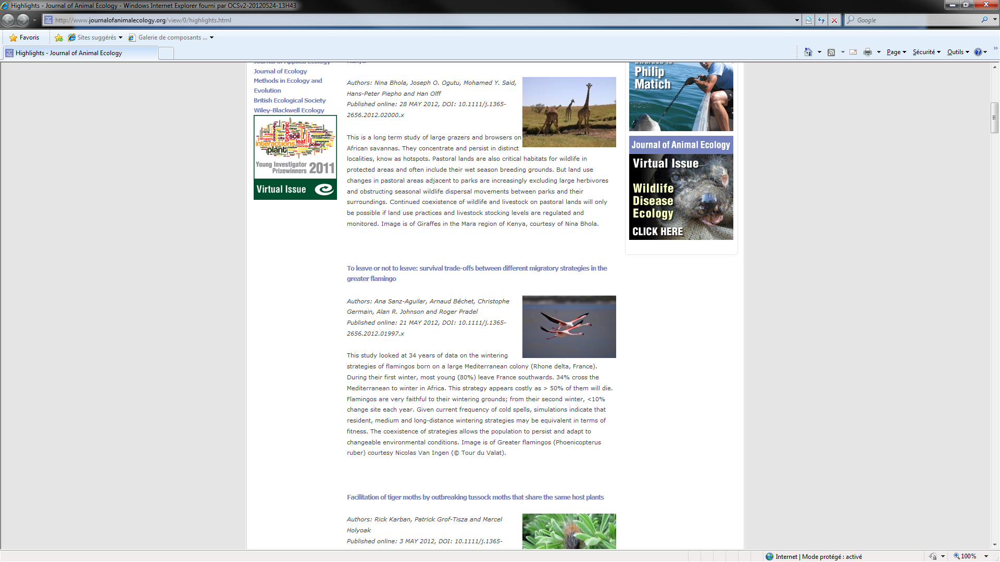 Highlights - Journal of Animal Ecology - Windows Internet Explorer fourni par OCSv2-20120524-13H43
http://www.journalofanimalecology.org/view/0/highlights.html
Google
Favoris
Sites suggérés
Galerie de composants ...
Highlights - Journal of Animal Ecology
Page
Sécurité
Outils
Journal of Applied Ecology
Journal of Ecology
Methods in Ecology and
Evolution
British Ecological Society
Wiley-Blackwell Ecology
trophic
soil
interactions
leaf
pollen
plant
Young Investigator
Prizewinners 2011
Virtual Issue
Authors: Nina Bhola, Joseph O. Ogutu, Mohamed Y. Said,
Hans-Peter Piepho and Han Olff
Published online: 28 MAY 2012, DOI: 10.1111/j.1365-
2656.2012.02000.x
This is a long term study of large grazers and browsers on
African savannas. They concentrate and persist in distinct
localities, know as hotspots. Pastoral lands are also critical habitats for wildlife in
protected areas and often include their wet season breeding grounds. But land use
changes in pastoral areas adjacent to parks are increasingly excluding large herbivores
and obstructing seasonal wildlife dispersal movements between parks and their
surroundings. Continued coexistence of wildlife and livestock on pastoral lands will only
be possible if land use practices and livestock stocking levels are regulated and
monitored. Image is of Giraffes in the Mara region of Kenya, courtesy of Nina Bhola.
To leave or not to leave: survival trade-offs between different migratory strategies in the
greater flamingo
Authors: Ana Sanz-Aguilar, Arnaud Béchet, Christophe
Germain, Alan R. Johnson and Roger Pradel
Published online: 21 MAY 2012, DOI: 10.1111/j.1365-
2656.2012.01997.x
This study looked at 34 years of data on the wintering
strategies of flamingos born on a large Mediterranean colony (Rhone delta, France).
During their first winter, most young (80%) leave France southwards. 34% cross the
Mediterranean to winter in Africa. This strategy appears costly as > 50% of them will die.
Flamingos are very faithful to their wintering grounds; from their second winter, <10%
change site each year. Given current frequency of cold spells, simulations indicate that
resident, medium and long-distance wintering strategies may be equivalent in terms of
fitness. The coexistence of strategies allows the population to persist and adapt to
changeable environmental conditions. Image is of Greater flamingos (Phoenicopterus
ruber) courtesy Nicolas Van Ingen (© Tour du Valat).
Facilitation of tiger moths by outbreaking tussock moths that share the same host plants
Authors: Rick Karban, Patrick Grof-Tisza and Marcel
Holyoak
Published online: 3 MAY 2012, DOI: 10.1111/j.1365-
Philip
Matich
Journal of Animal Ecology
Virtual Issue
Wildlife
Disease
Ecology
CLICK HERE
Internet | Mode protégé : activé
100%